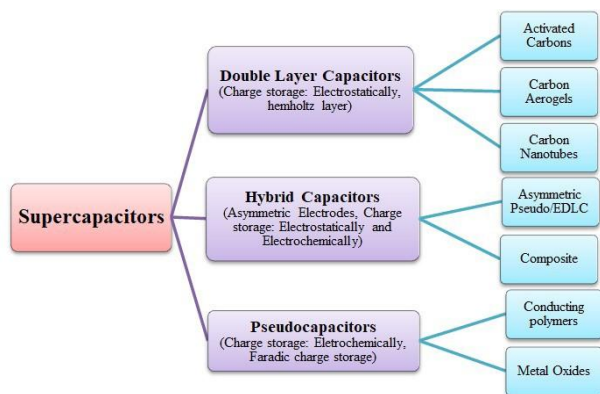 Supercapacitors
Double Layer Capacitors
(Charge storage: Electrostatically,
hemholtz layer)
Activated
Carbons
Carbon
Aerogels
Carbon
Nanotubes
Hybrid Capacitors
(Asymmetric Electrodes, Charge
storage: Electrostatically and
Electrochemically)
Asymmetric
Pseudo/EDLC
Composite
Pseudocapacitors
(Charge storage: Eletrochemically,
Faradic charge storage)
Conducting
polymers
Metal Oxides